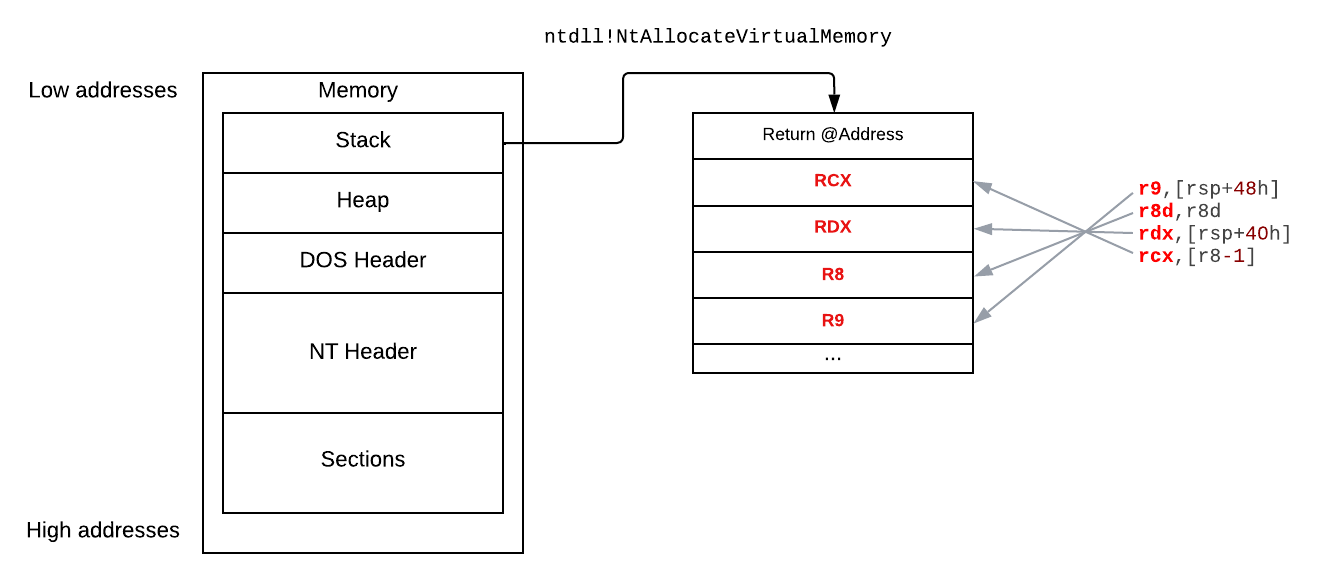 ntdll!NtAllocateVirtualMemory
Low addresses
Memory
Stack
Heap
DOS Header
NT Header
Sections
High addresses
Return @Address
RCX
RDX
R8
R9
...
r9,[rsp+48h]
r8d,r8d
rdx,[rsp+40h]
rcx,[r8-1]